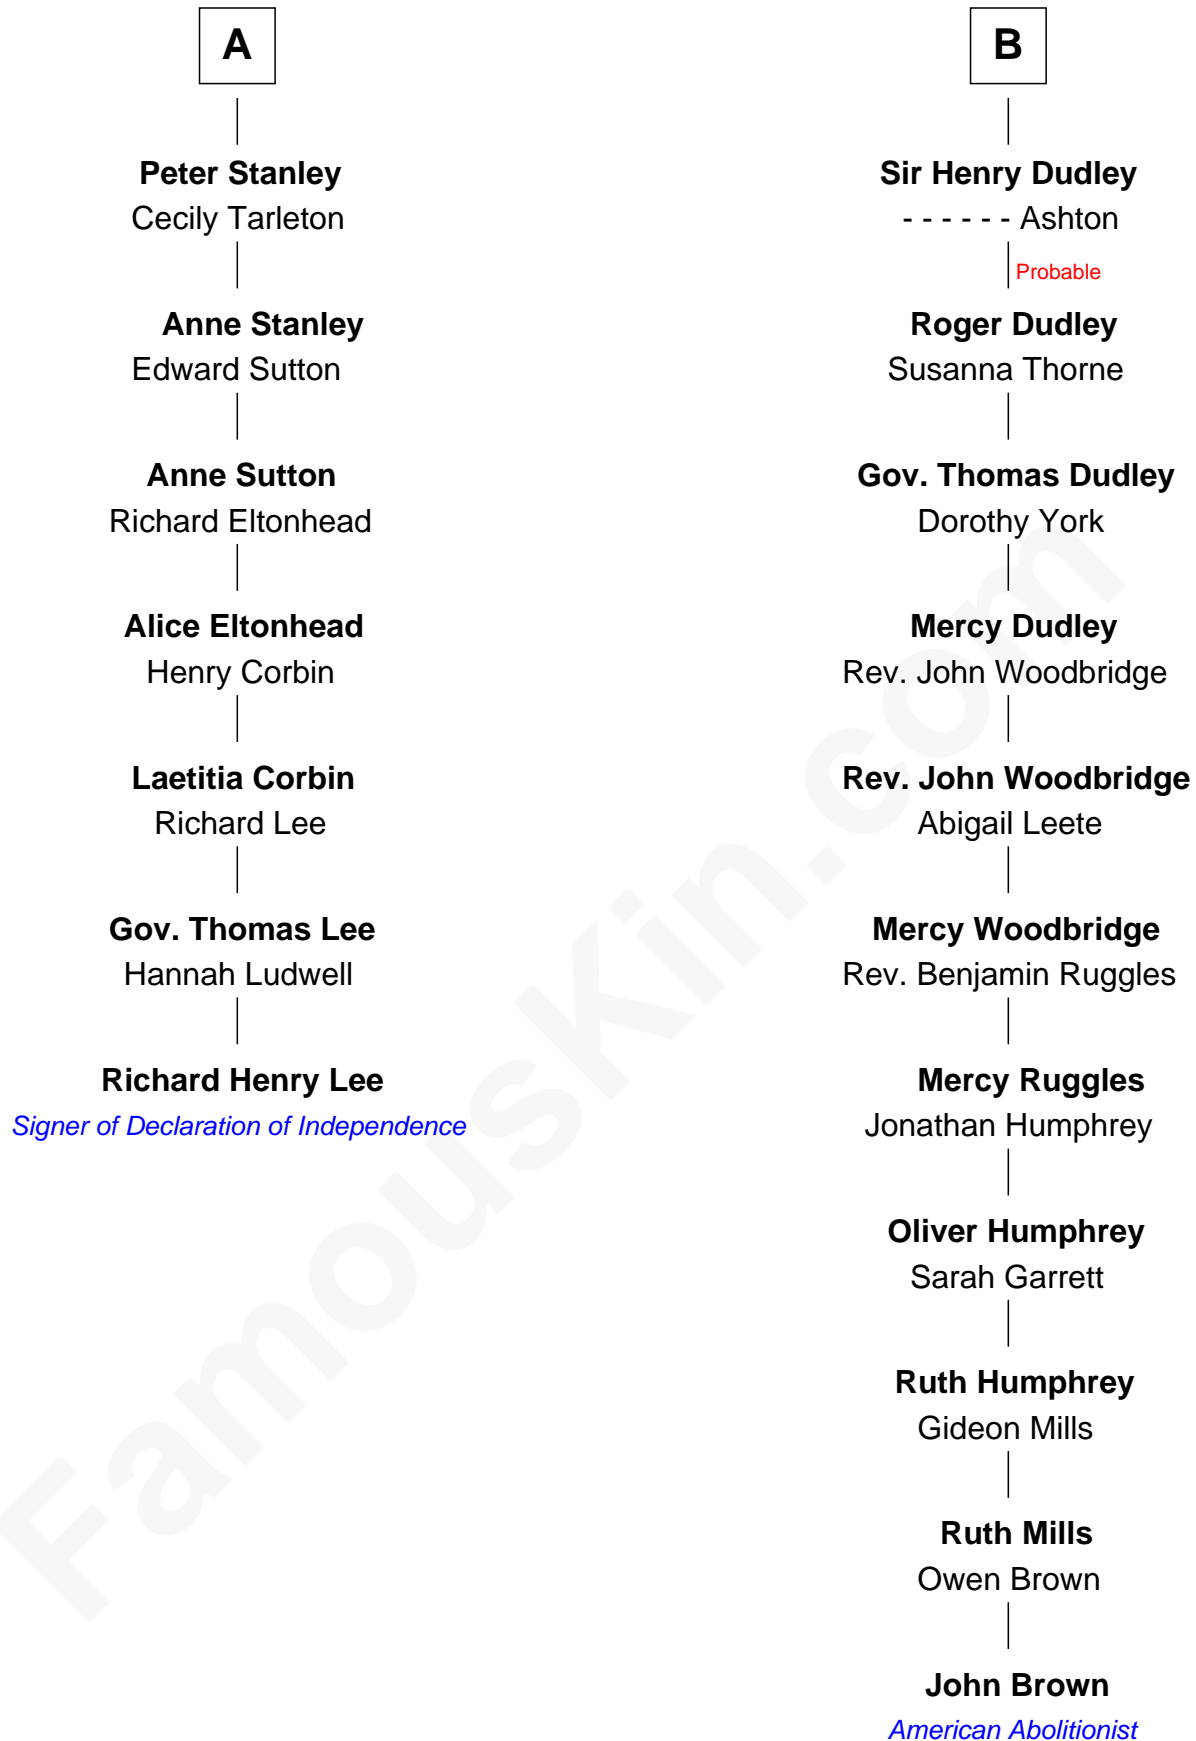 A
Peter Stanley
Cecily Tarleton
Anne Stanley
Edward Sutton
Anne Sutton
Richard Eltonhead
Alice Eltonhead
Henry Corbin
Laetitia Corbin
Richard Lee
Gov. Thomas Lee
Hannah Ludwell
Richard Henry Lee
Signer of Declaration of Independence
B
Sir Henry Dudley
- - - - - - Ashton
Probable
Roger Dudley
Susanna Thorne
Gov. Thomas Dudley
Dorothy York
Mercy Dudley
Rev. John Woodbridge
Rev. John Woodbridge
Abigail Leete
Mercy Woodbridge
Rev. Benjamin Ruggles
Mercy Ruggles
Jonathan Humphrey
Oliver Humphrey
Sarah Garrett
Ruth Humphrey
Gideon Mills
Ruth Mills
Owen Brown
John Brown
American Abolitionist
FamousKin.com